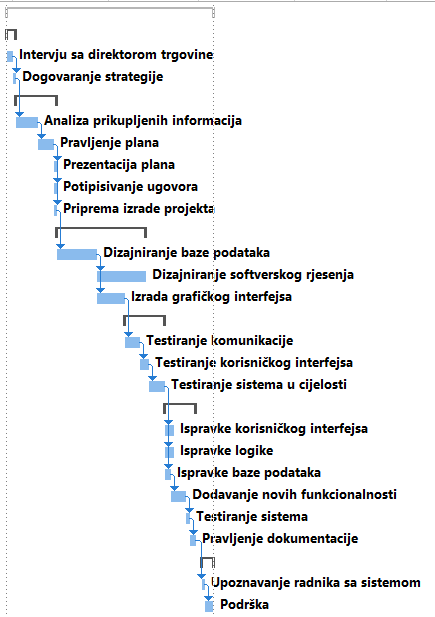 Intervju sa direktorom trgovine
Dogovaranje strategije
Analiza prikupljenih informacija
Pravljenje plana
Prezentacija plana
Potipisivanje ugovora
Priprema izrade projekta
Dizajniranje baze podataka
Dizajniranje softverskog rjesenja
Izrada grafičkog interfejsa
Testiranje komunikacije
Testiranje korisničkog interfejsa
Testiranje sistema u cijelosti
Ispravke korisničkog interfejsa
Ispravke logike
Ispravke baze podataka
Dodavanje novih funkcionalnosti
Testiranje sistema
Pravljenje dokumentacije
Upoznavanje radnika sa sistemom
Podrška